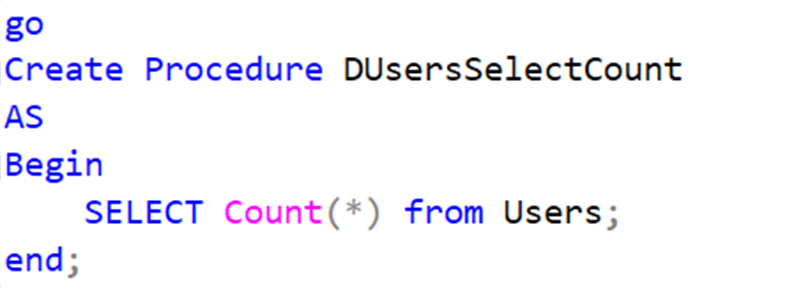 go
Create Procedure DUsersSelectCount
AS
Begin
    SELECT Count(*) from Users;
end;